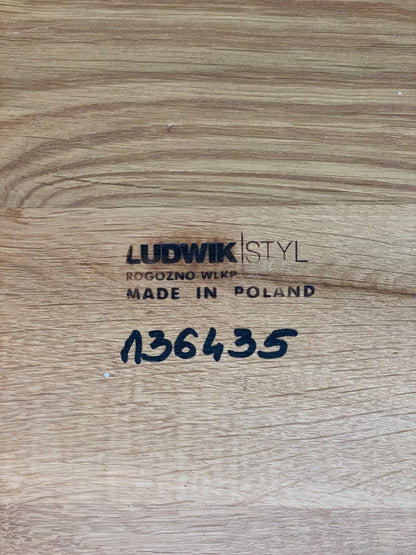 LUDWIK|STYL
ROGOZNO WLKP
MADE IN POLAND
136435